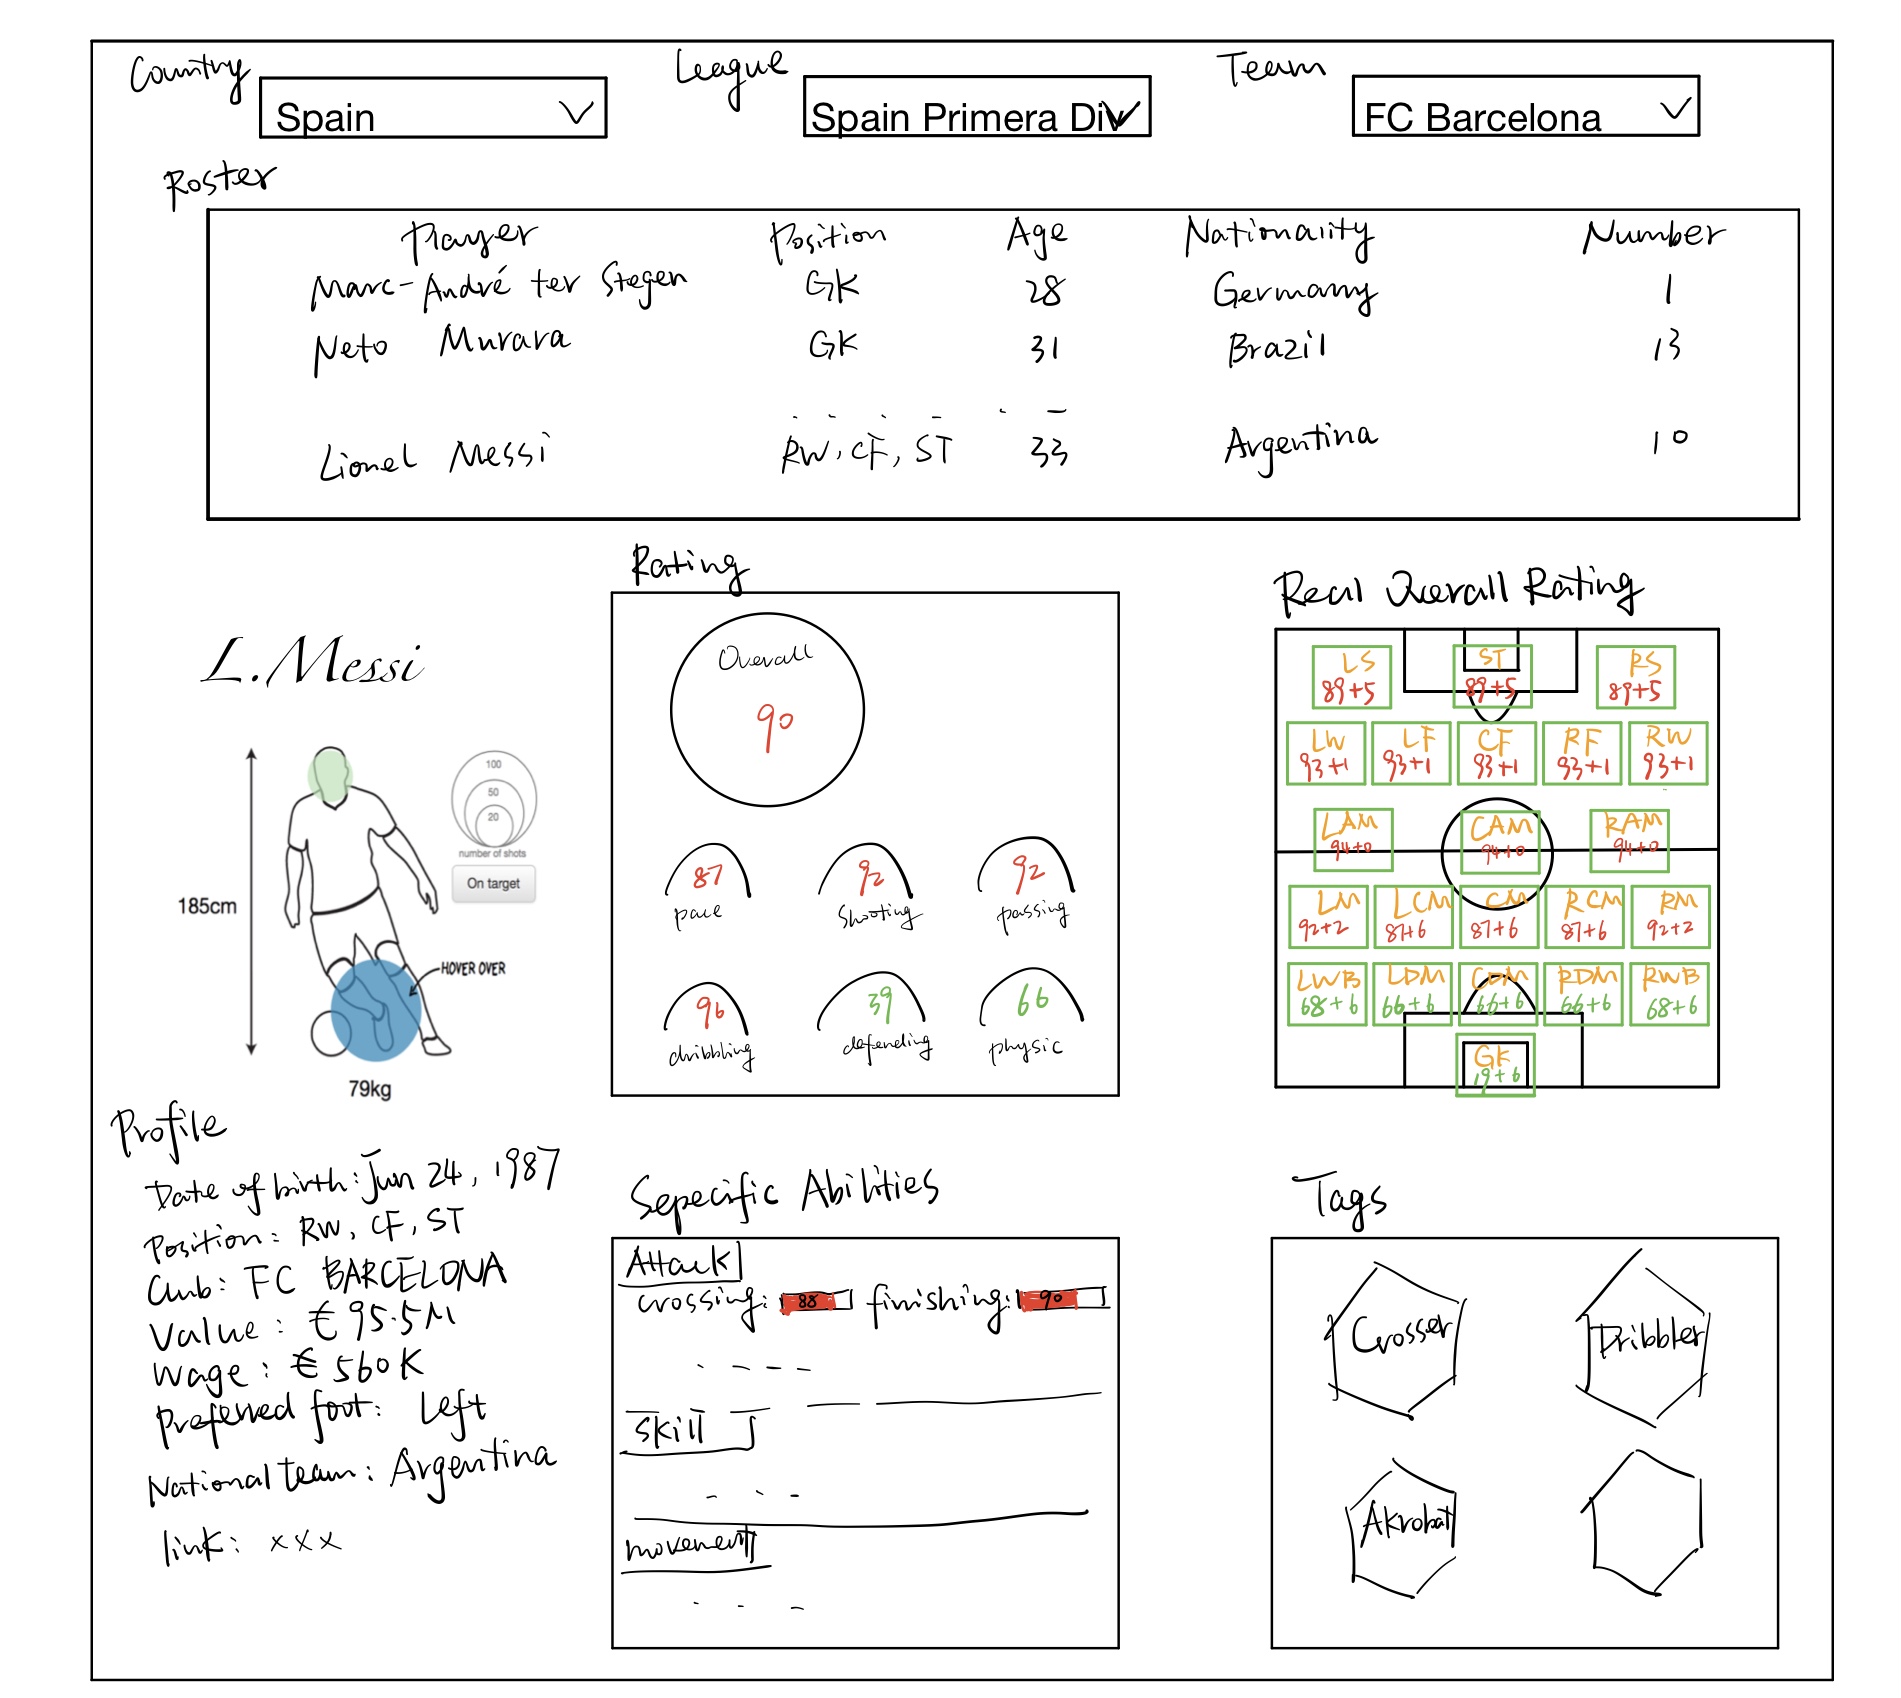 Country
Spain
League
Spain Primera Div
Team
FC Barcelona
Roster
Player Position Age Nationality Number
Marc-André ter Stegen GK 28 Germany 1
Neto Murara GK 31 Brazil 13
Lionel Messi RW, CF, ST 33 Argentina 10
L.Messi
100
50
20
number of shots
On target
185cm
HOVER OVER
79kg
Rating
Overall
90
87 92 92
pace shooting passing
96 39 66
dribbling defending physic
Real Overall Rating
LS ST RS
89+5 89+5 89+5
LW LF CF RF RW
93+1 93+1 93+1 93+1 93+1
LAM CAM RAM
94+0 94+0 94+0
LM LCM CM RCM RM
92+2 87+6 87+6 87+6 92+2
LWB LDM CDM RDM RWB
68+6 66+6 66+6 66+6 68+6
GK
19+6
Profile
Date of birth: Jun 24, 1987
Position: RW, CF, ST
Club: FC BARCELONA
Value: € 95.5M
Wage: € 560K
Preferred foot: Left
National team: Argentina
link: xxx
Sepecific Abilities
Attack
crossing: 88 finishing: 90
Skill
movement
Tags
Crosser Dribbler
Akrobat